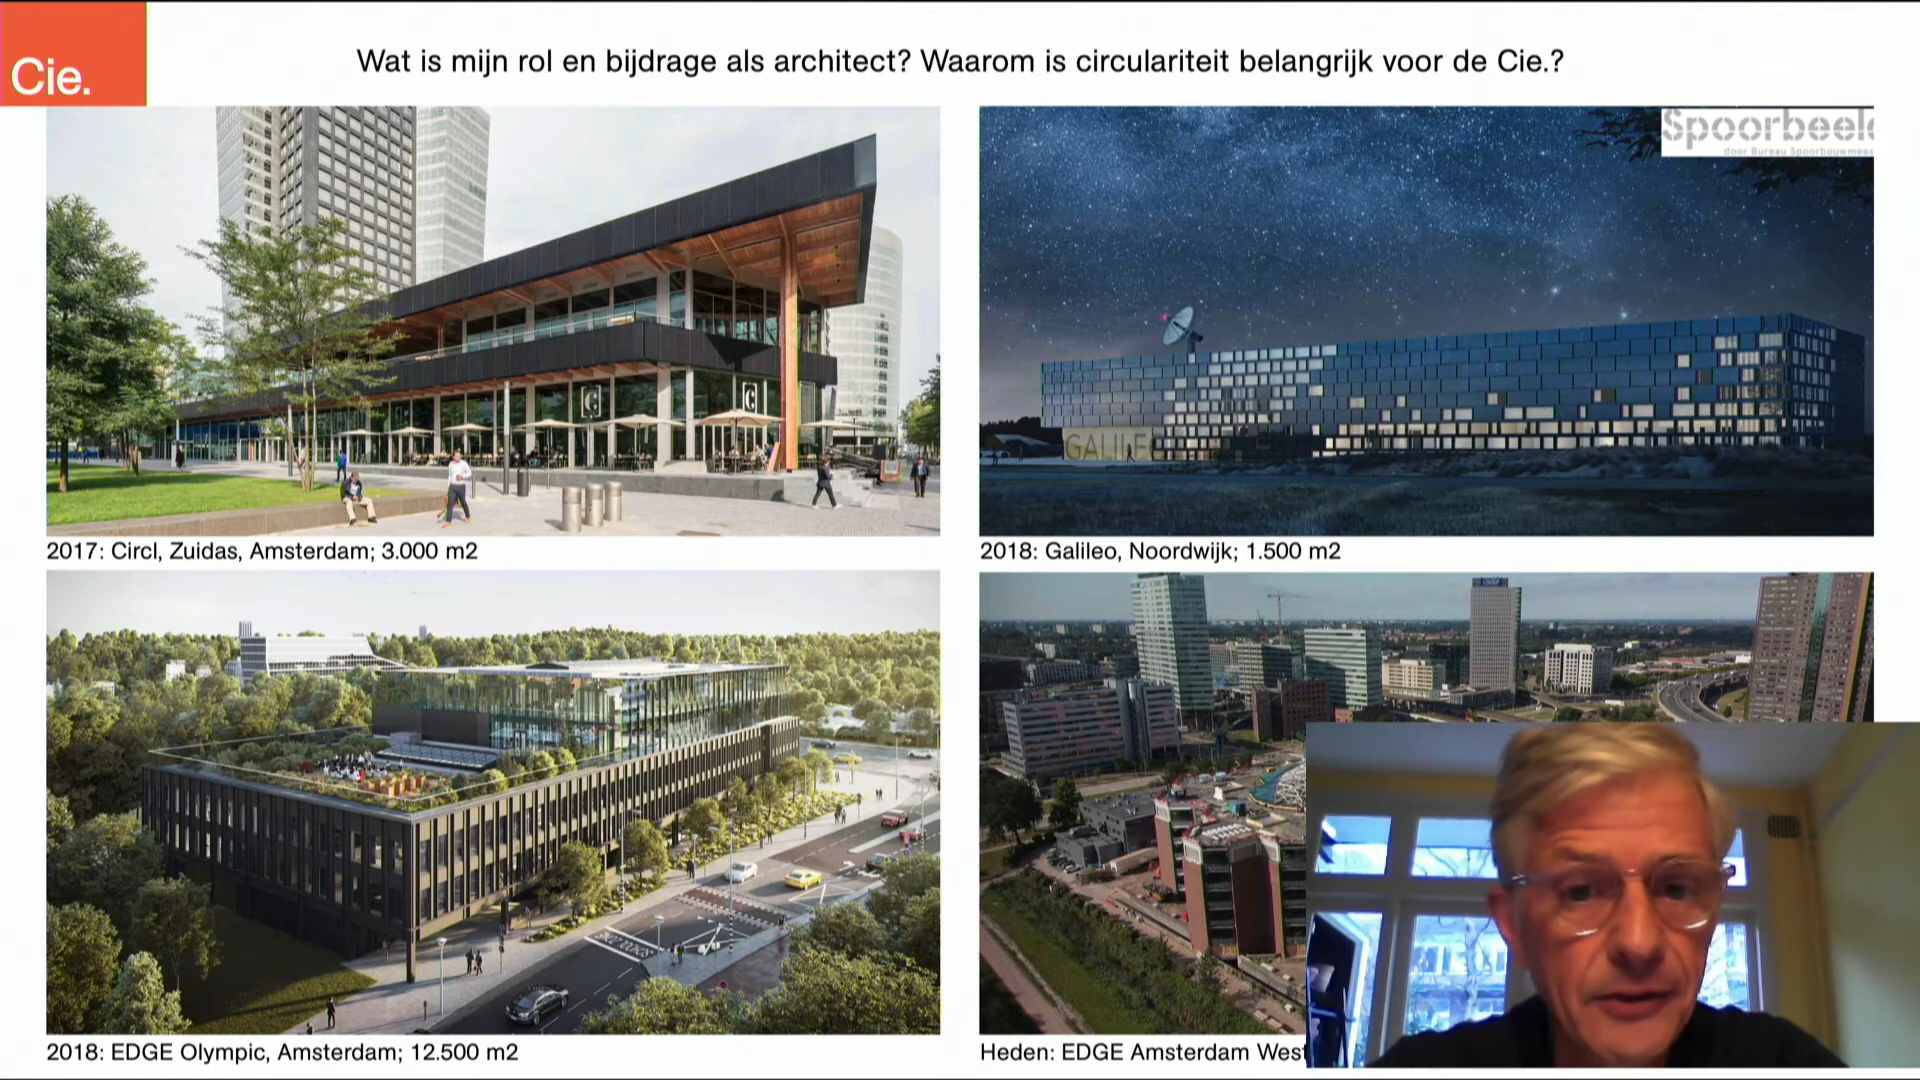 Cie.
Wat is mijn rol en bijdrage als architect? Waarom is circulariteit belangrijk voor de Cie.?
Spoorbeeld
door Bureau Spoorbouwmees
GALILE
2017: Circl, Zuidas, Amsterdam; 3.000 m2
2018: Galileo, Noordwijk; 1.500 m2
2018: EDGE Olympic, Amsterdam; 12.500 m2
Heden: EDGE Amsterdam West